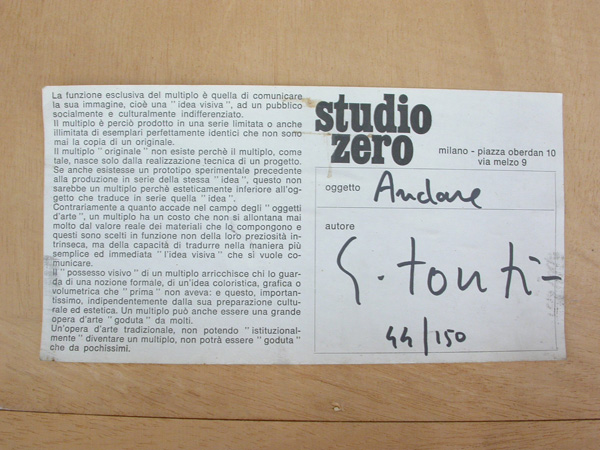 La funzione esclusiva del multiplo è quella di comunicare
la sua immagine, cioè una "idea visiva", ad un pubblico
socialmente e culturalmente indifferenziato.
Il multiplo è perciò prodotto in una serie limitata o anche
illimitata di esemplari perfettamente identici che non sono
mai la copia di un originale.
Il multiplo "originale" non esiste perchè il multiplo, come
tale, nasce solo dalla realizzazione tecnica di un progetto.
Se anche esistesse un prototipo sperimentale precedente
alla produzione in serie della stessa "idea", questo non
sarebbe un multiplo perchè esteticamente inferiore all'og-
getto che traduce in serie quella "idea".
Contrariamente a quanto accade nel campo degli "oggetti
d'arte", un multiplo ha un costo che non si allontana mai
molto dal valore reale dei materiali che lo compongono e
questi sono scelti in funzione non della loro preziosità in-
trinseca, ma della capacità di tradurre nella maniera più
semplice ed immediata "l'idea visiva" che si vuole co-
municare.
Il "possesso visivo" di un multiplo arricchisce chi lo guar-
da di una nozione formale, di un'idea coloristica, grafica o
volumetrica che "prima" non aveva: e questo, importan-
tissimo, indipendentemente dalla sua preparazione cultu-
rale ed estetica. Un multiplo può anche essere una grande
opera d'arte "goduta" da molti.
Un'opera d'arte tradizionale, non potendo "istituzional-
mente" diventare un multiplo, non potrà essere "goduta"
che da pochissimi.
studio
zero
milano - piazza oberdan 10
via melzo 9
oggetto
Andare
autore
G. tonti
44/150